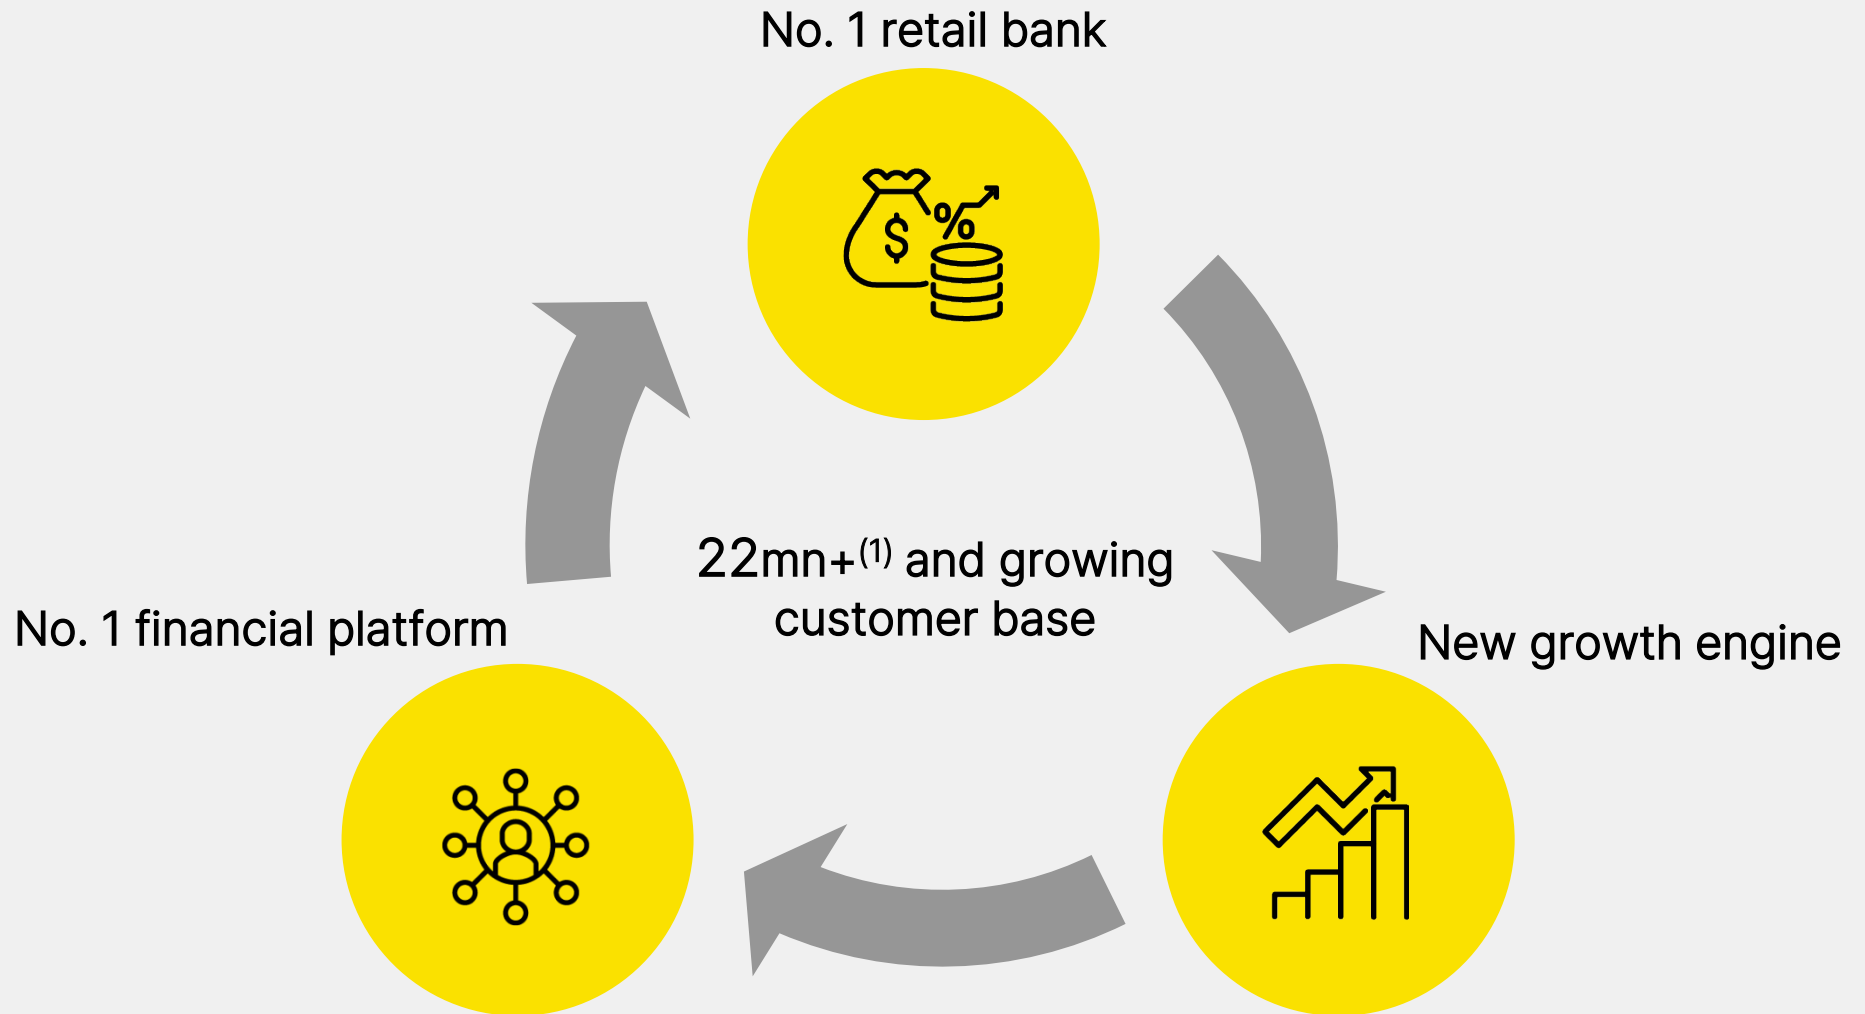 No. 1 retail bank
22mn+(1) and growing
customer base
No. 1 financial platform
New growth engine
$
%